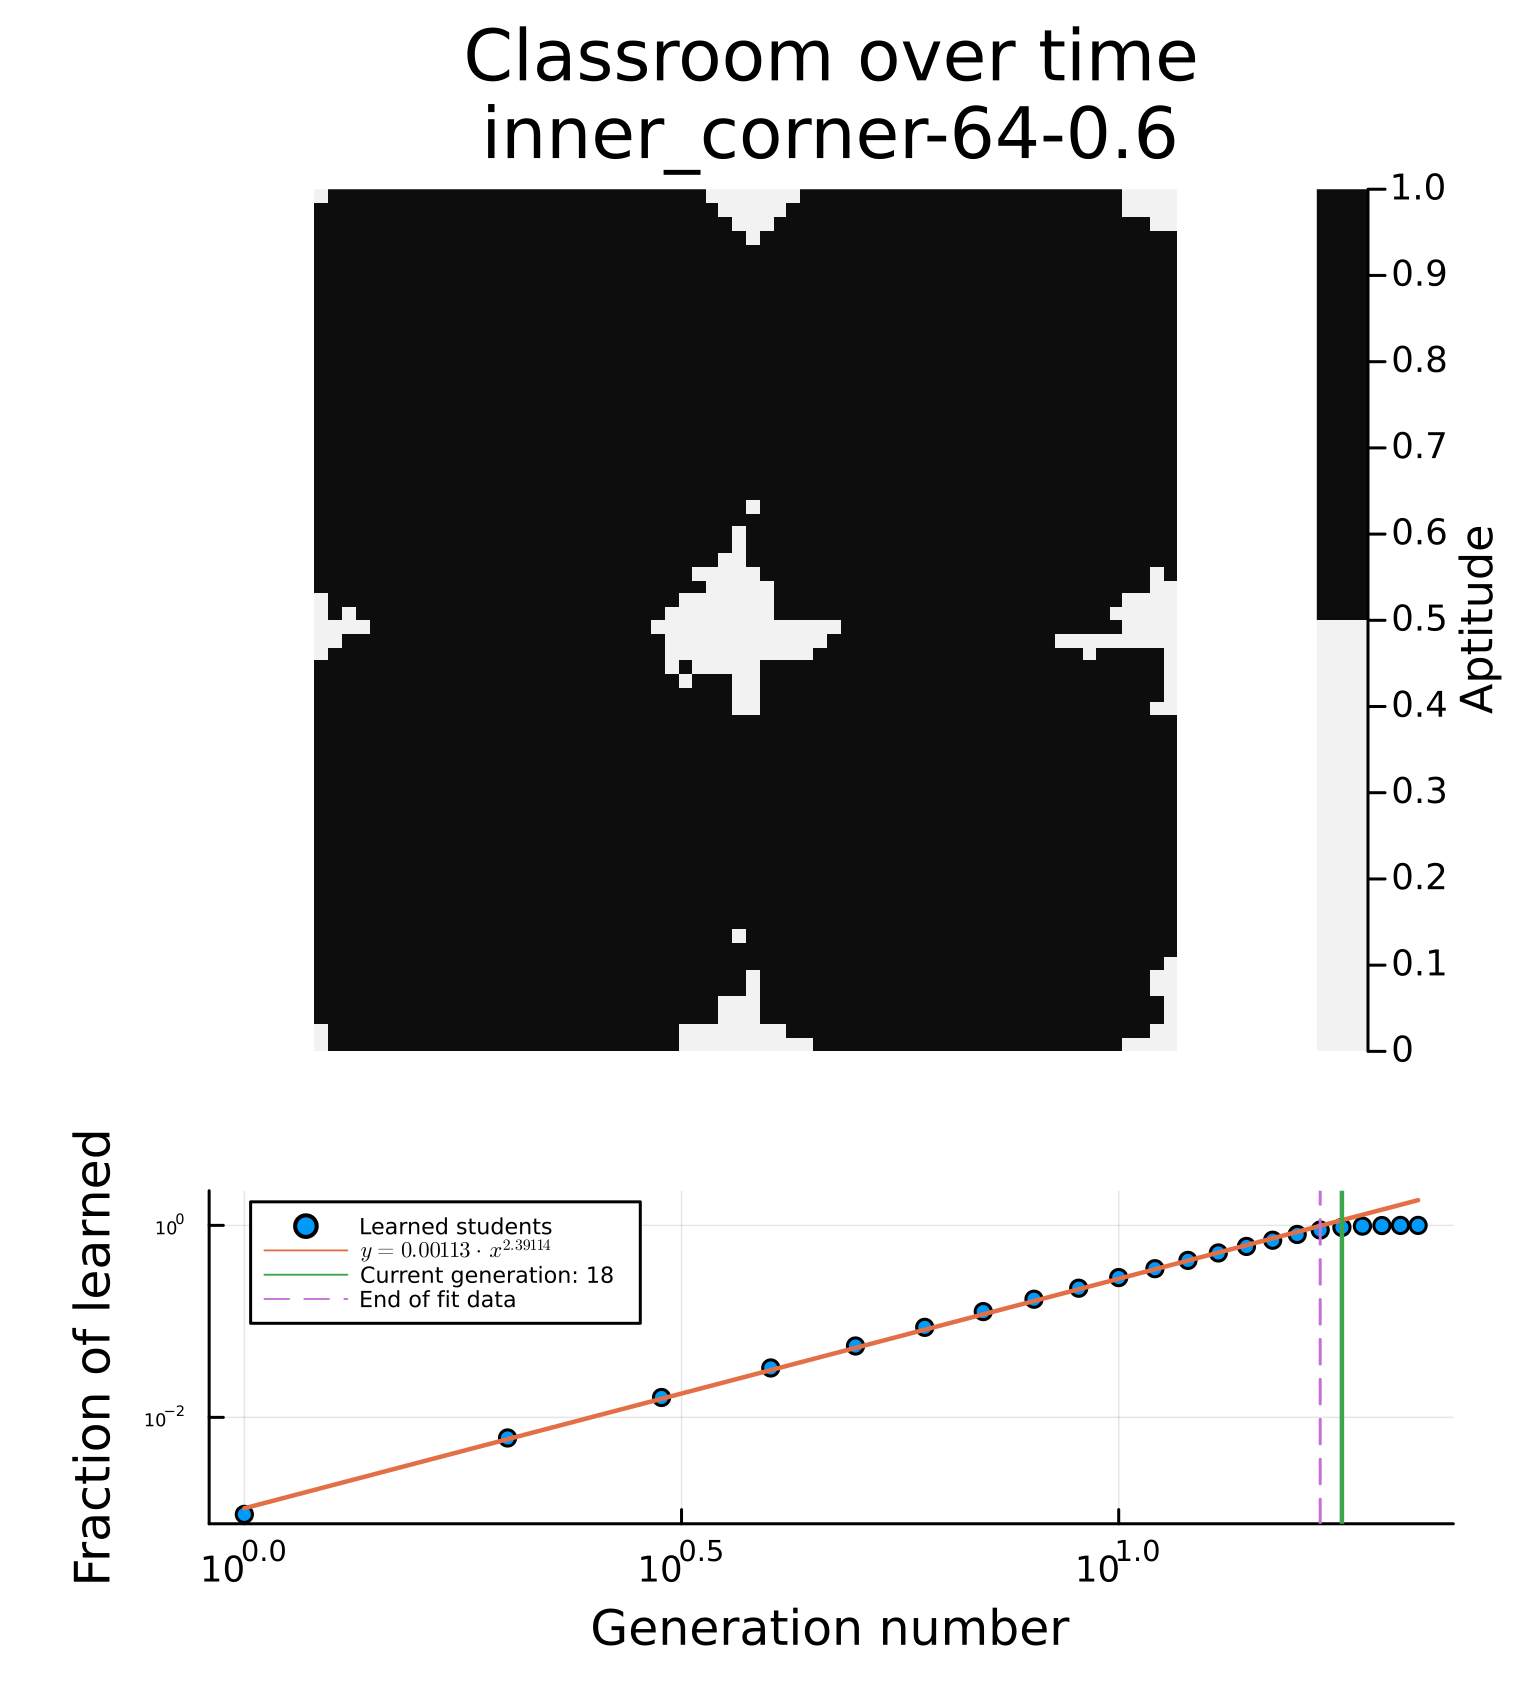 Classroom over time
inner_corner-64-0.6
1.0
0.9
0.8
0.7
0.6
0.5
0.4
0.3
0.2
0.1
0
Aptitude
Fraction of learned
10^0
10^−2
Learned students
y = 0.00113 · x^2.39114
Current generation: 18
End of fit data
10^0.0
10^0.5
10^1.0
Generation number